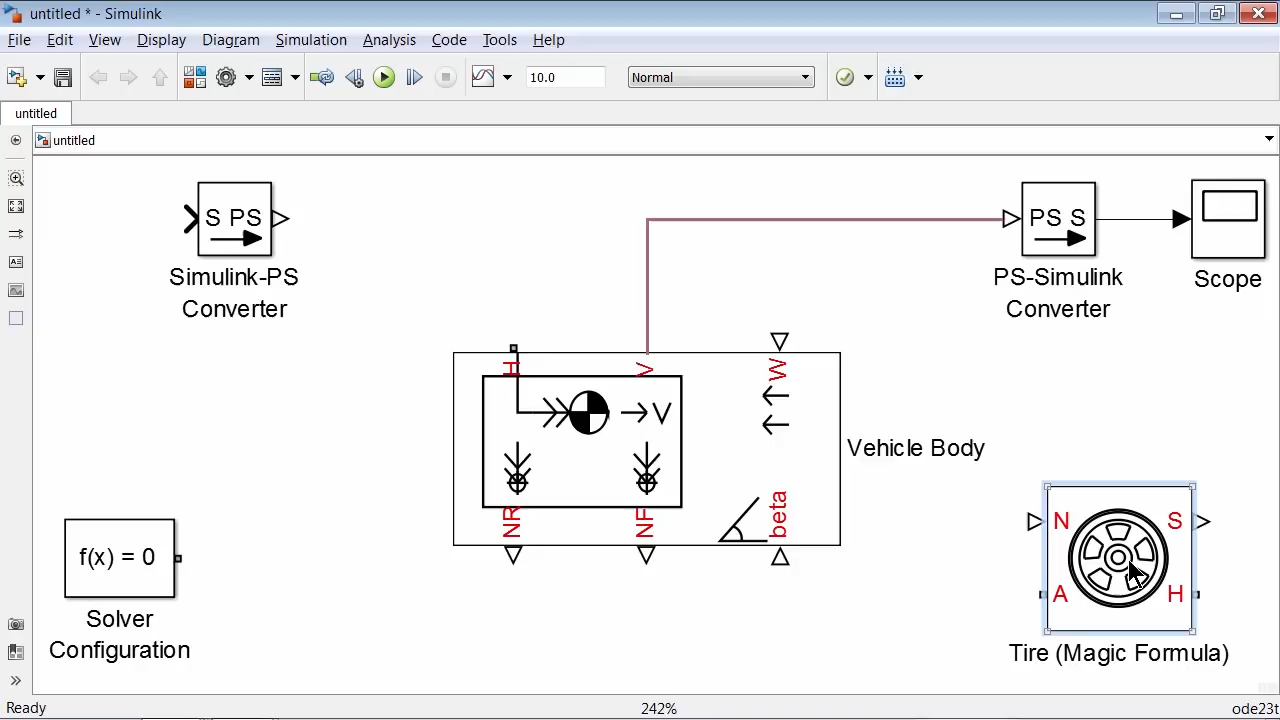 untitled * - Simulink
File Edit View Display Diagram Simulation Analysis Code Tools Help
10.0 Normal
untitled
untitled
S PS
Simulink-PS
Converter
PS S
PS-Simulink
Converter
Scope
H V W
V
NR NF beta
Vehicle Body
f(x) = 0
Solver
Configuration
N S
A H
Tire (Magic Formula)
Ready 242% ode23t